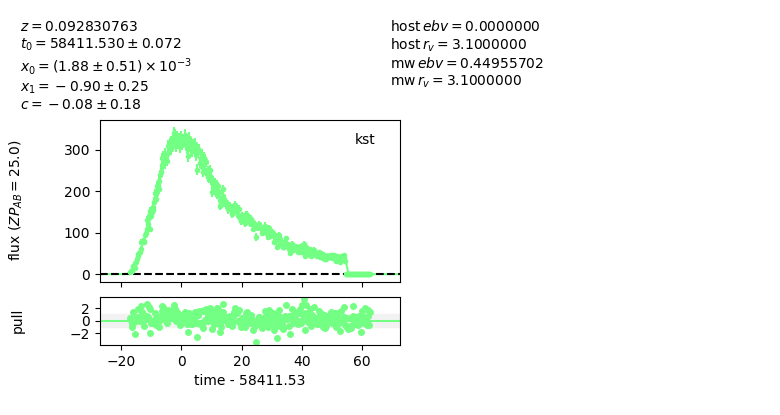 z = 0.092830763
t₀ = 58411.530 ± 0.072
x₀ = (1.88 ± 0.51) × 10⁻³
x₁ = −0.90 ± 0.25
c = −0.08 ± 0.18
host ebv = 0.0000000
host r_v = 3.1000000
mw ebv = 0.44955702
mw r_v = 3.1000000
kst
flux (ZP_AB = 25.0)
300
200
100
0
pull
2
0
−2
−20 0 20 40 60
time - 58411.53